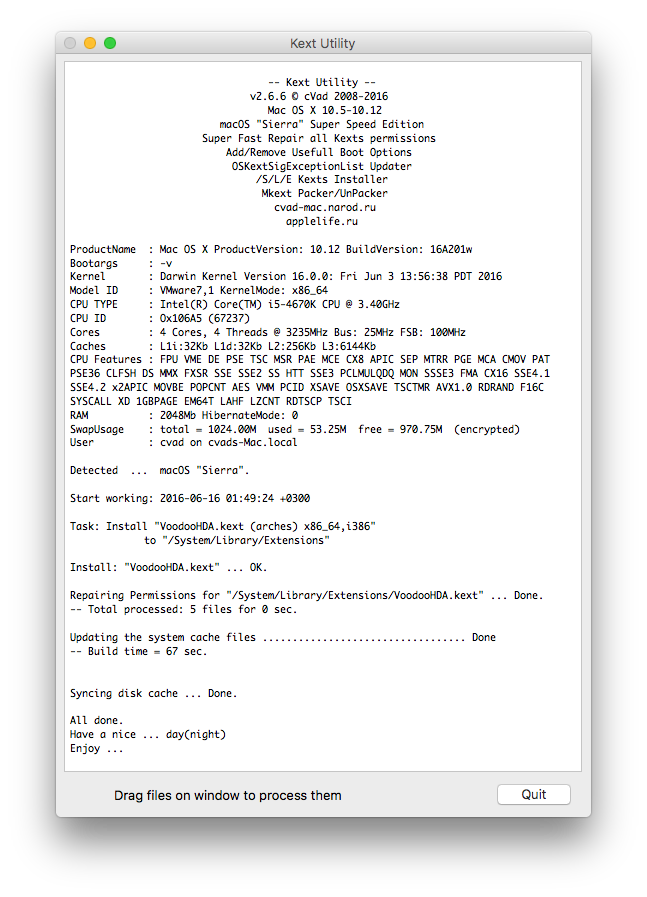 Kext Utility
-- Kext Utility --
v2.6.6 © cVad 2008-2016
Mac OS X 10.5-10.12
macOS "Sierra" Super Speed Edition
Super Fast Repair all Kexts permissions
Add/Remove Usefull Boot Options
OSKextSigExceptionList Updater
/S/L/E Kexts Installer
Mkext Packer/UnPacker
cvad-mac.narod.ru
applelife.ru
ProductName : Mac OS X ProductVersion: 10.12 BuildVersion: 16A201w
Bootargs : -v
Kernel : Darwin Kernel Version 16.0.0: Fri Jun 3 13:56:38 PDT 2016
Model ID : VMware7,1 KernelMode: x86_64
CPU TYPE : Intel(R) Core(TM) i5-4670K CPU @ 3.40GHz
CPU ID : 0x106A5 (67237)
Cores : 4 Cores, 4 Threads @ 3235MHz Bus: 25MHz FSB: 100MHz
Caches : L1i:32Kb L1d:32Kb L2:256Kb L3:6144Kb
CPU Features : FPU VME DE PSE TSC MSR PAE MCE CX8 APIC SEP MTRR PGE MCA CMOV PAT
PSE36 CLFSH DS MMX FXSR SSE SSE2 SS HTT SSE3 PCLMULQDQ MON SSSE3 FMA CX16 SSE4.1
SSE4.2 x2APIC MOVBE POPCNT AES VMM PCID XSAVE OSXSAVE TSCTMR AVX1.0 RDRAND F16C
SYSCALL XD 1GBPAGE EM64T LAHF LZCNT RDTSCP TSCI
RAM : 2048Mb HibernateMode: 0
SwapUsage : total = 1024.00M used = 53.25M free = 970.75M (encrypted)
User : cvad on cvads-Mac.local
Detected ... macOS "Sierra".
Start working: 2016-06-16 01:49:24 +0300
Task: Install "VoodooHDA.kext (arches) x86_64,i386"
to "/System/Library/Extensions"
Install: "VoodooHDA.kext" ... OK.
Repairing Permissions for "/System/Library/Extensions/VoodooHDA.kext" ... Done.
-- Total processed: 5 files for 0 sec.
Updating the system cache files .................................. Done
-- Build time = 67 sec.
Syncing disk cache ... Done.
All done.
Have a nice ... day(night)
Enjoy ...
Drag files on window to process them
Quit